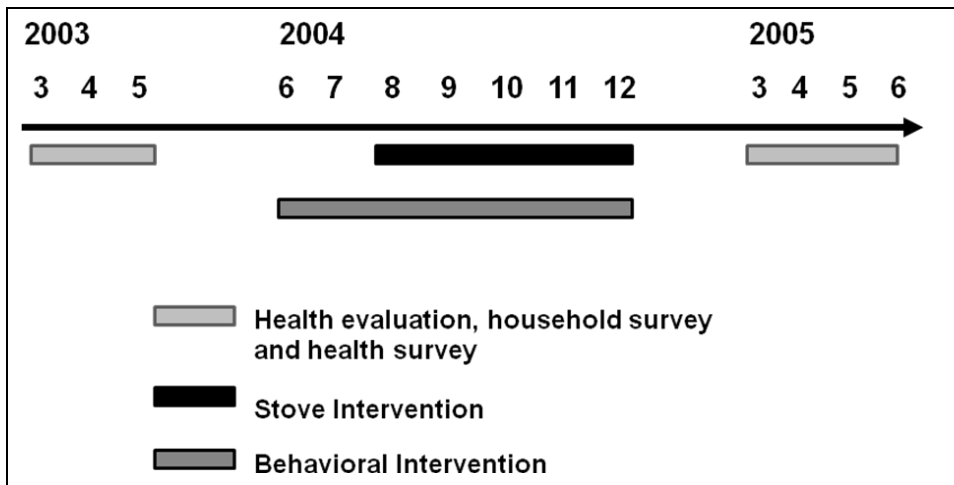 2003 2004 2005
3 4 5 6 7 8 9 10 11 12 3 4 5 6
Health evaluation, household survey
and health survey
Stove Intervention
Behavioral Intervention